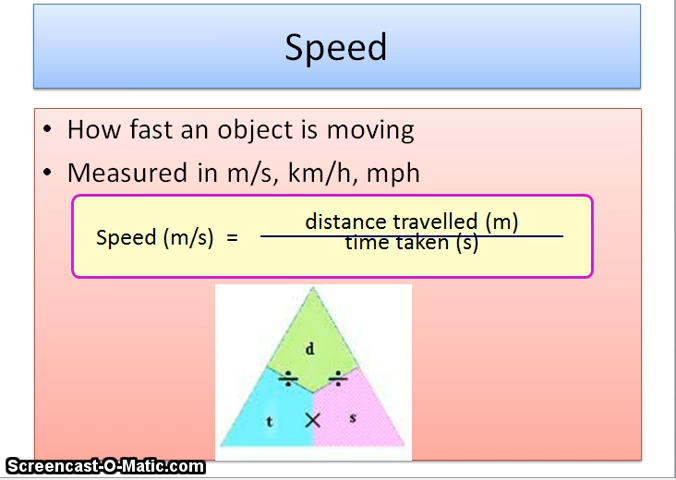 Speed
• How fast an object is moving
• Measured in m/s, km/h, mph
distance travelled (m)
Speed (m/s) =
time taken (s)
d
÷ ÷
t × s
Screencast-O-Matic.com